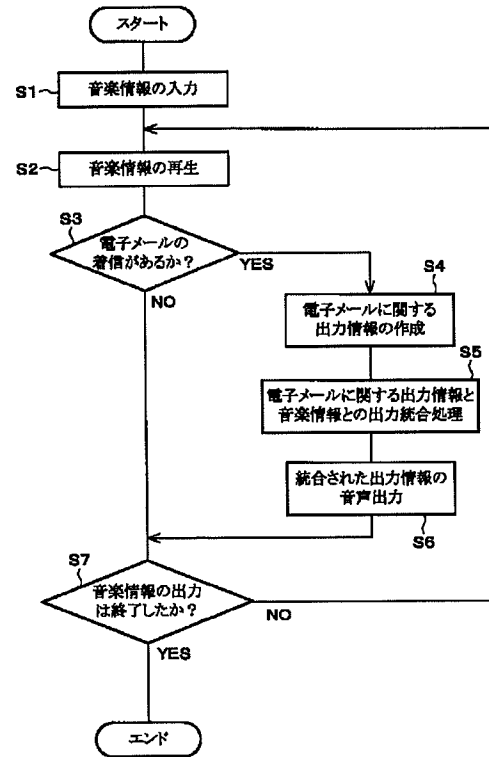 スタート
S1
音楽情報の入力
S2
音楽情報の再生
S3
電子メールの
着信があるか？
YES
NO
S4
電子メールに関する
出力情報の作成
S5
電子メールに関する出力情報と
音楽情報との出力統合処理
統合された出力情報の
音声出力
S6
S7
音楽情報の出力
は終了したか？
NO
YES
エンド